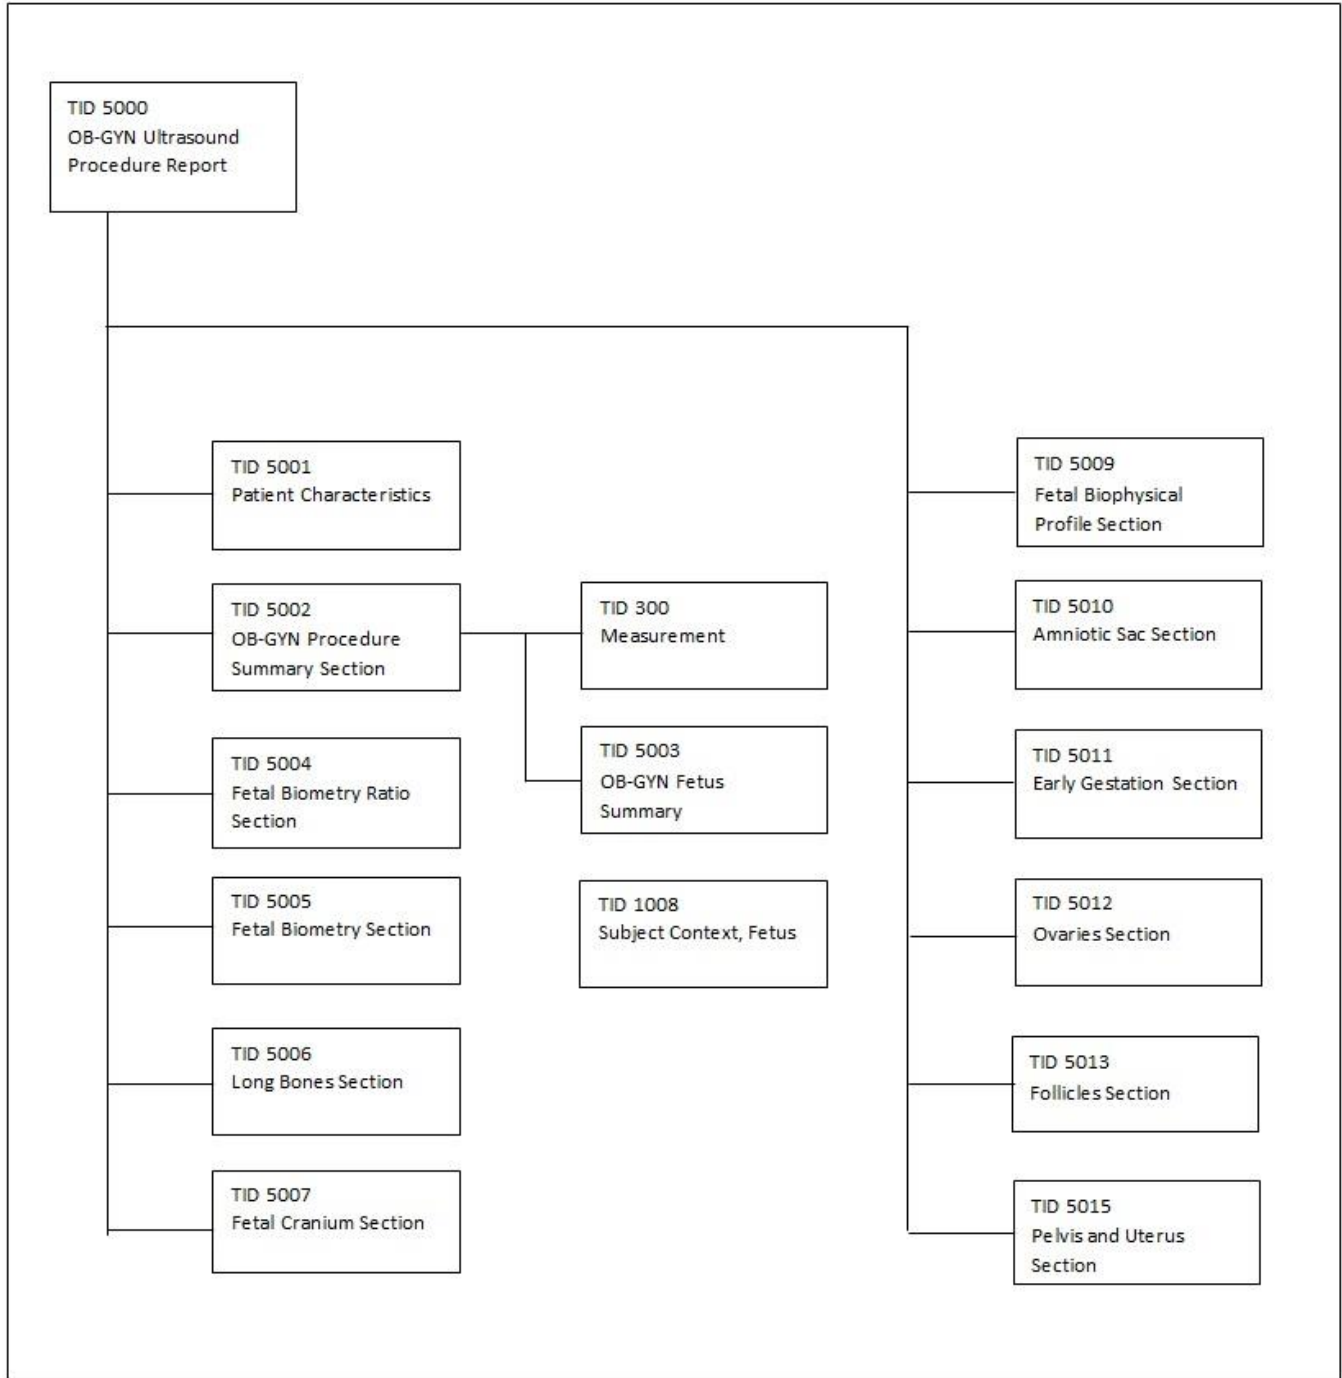 TID 5000
OB-GYN Ultrasound
Procedure Report
TID 5001
Patient Characteristics
TID 5002
OB-GYN Procedure
Summary Section
TID 5004
Fetal Biometry Ratio
Section
TID 5005
Fetal Biometry Section
TID 5006
Long Bones Section
TID 5007
Fetal Cranium Section
TID 300
Measurement
TID 5003
OB-GYN Fetus
Summary
TID 1008
Subject Context, Fetus
TID 5009
Fetal Biophysical
Profile Section
TID 5010
Amniotic Sac Section
TID 5011
Early Gestation Section
TID 5012
Ovaries Section
TID 5013
Follicles Section
TID 5015
Pelvis and Uterus
Section